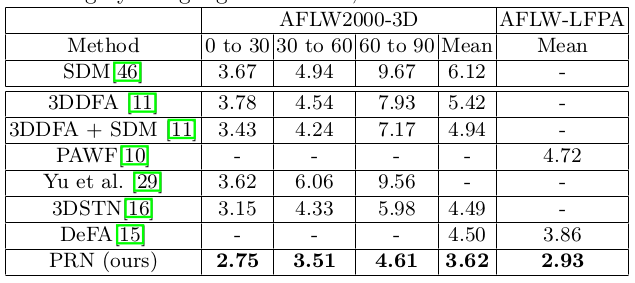 AFLW2000-3D AFLW-LFPA
Method 0 to 30 30 to 60 60 to 90 Mean Mean
SDM[46] 3.67 4.94 9.67 6.12 -
3DDFA [11] 3.78 4.54 7.93 5.42 -
3DDFA + SDM [11] 3.43 4.24 7.17 4.94 -
PAWF[10] - - - - 4.72
Yu et al. [29] 3.62 6.06 9.56 - -
3DSTN[16] 3.15 4.33 5.98 4.49 -
DeFA[15] - - - 4.50 3.86
PRN (ours) 2.75 3.51 4.61 3.62 2.93